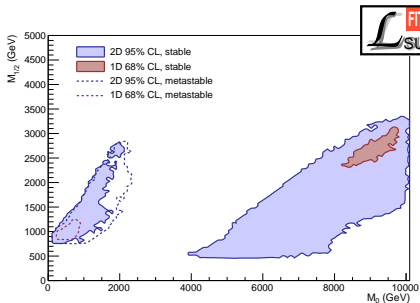 FIT
SU
5000
4500
4000
3500
3000
2500
2000
1500
1000
500
0
M1/2 (GeV)
2D 95% CL, stable
1D 68% CL, stable
2D 95% CL, metastable
1D 68% CL, metastable
0 2000 4000 6000 8000 10000
M0 (GeV)